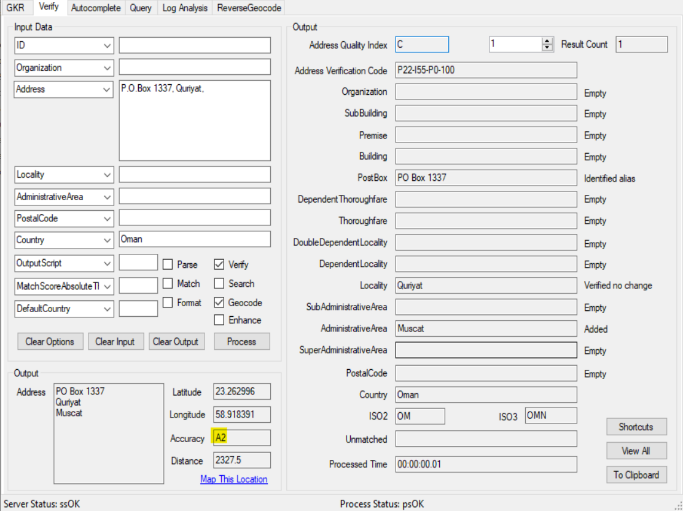 GKR Verify Autocomplete Query Log Analysis ReverseGeocode
Input Data
ID
Organization
Address P.O.Box 1337, Quriyat,
Locality
AdministrativeArea
PostalCode
Country Oman
OutputScript Parse Verify
MatchScoreAbsoluteTl Match Search
DefaultCountry Format Geocode
Enhance
Clear Options Clear Input Clear Output Process
Output
Address PO Box 1337
Quriyat
Muscat
Latitude 23.262996
Longitude 58.918391
Accuracy A2
Distance 2327.5
Map This Location
Output
Address Quality Index C 1 Result Count 1
Address Verification Code P22-I55-P0-100
Organization Empty
SubBuilding Empty
Premise Empty
Building Empty
PostBox PO Box 1337 Identified alias
DependentThoroughfare Empty
Thoroughfare Empty
DoubleDependentLocality Empty
DependentLocality Empty
Locality Quriyat Verified no change
SubAdministrativeArea Empty
AdministrativeArea Muscat Added
SuperAdministrativeArea Empty
PostalCode Empty
Country Oman
ISO2 OM ISO3 OMN
Unmatched
Processed Time 00:00:00.01
Shortcuts
View All
To Clipboard
Server Status: ssOK Process Status: psOK